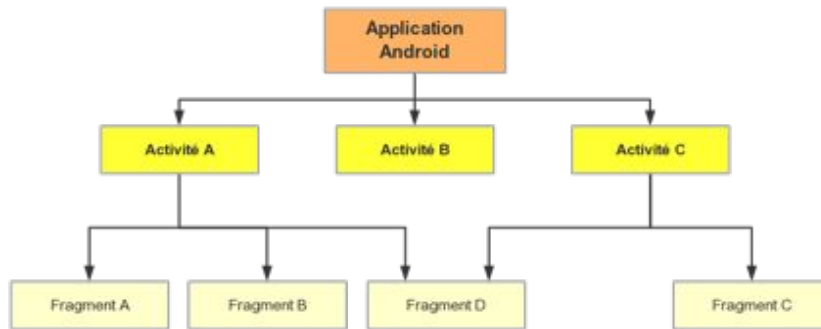 Application
Android
Activité A
Activité B
Activité C
Fragment A
Fragment B
Fragment D
Fragment C